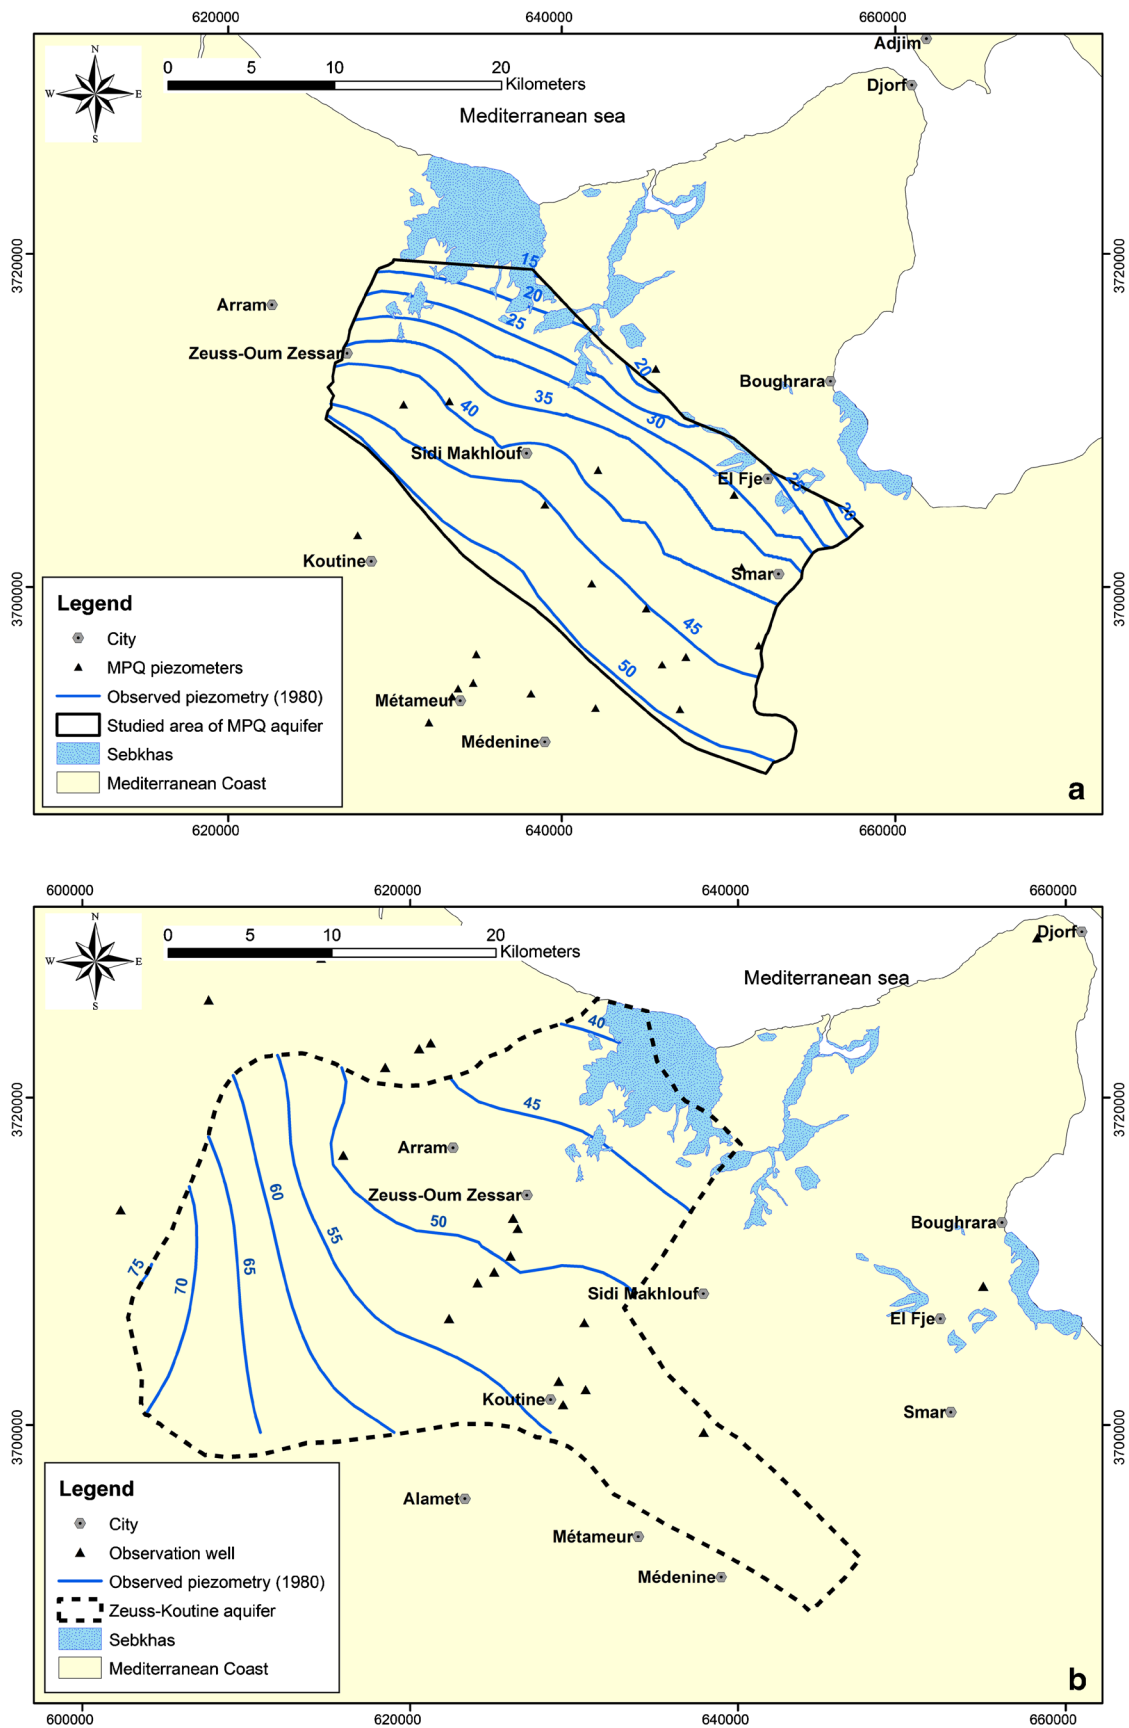 620000 640000 660000
Adjim
N
W E
S
0 5 10 20
Kilometers
Djorf
Mediterranean sea
3720000 3720000
15
20
25
Arram
Zeuss-Oum Zessar
20
Boughrara
35
40
30
Sidi Makhlouf
El Fje
20
Koutine
Smar
3700000 3700000
45
50
Métameur
Médenine
Legend
City
MPQ piezometers
Observed piezometry (1980)
Studied area of MPQ aquifer
Sebkhas
Mediterranean Coast
a
620000 640000 660000
600000 620000 640000 660000
N
W E
S
0 5 10 20
Kilometers
Djorf
Mediterranean sea
40
3720000 3720000
45
Arram
Zeuss-Oum Zessar
60
50
55
Boughrara
75
70
65
Sidi Makhlouf
El Fje
Koutine
Smar
3700000 3700000
Alamet
Métameur
Médenine
Legend
City
Observation well
Observed piezometry (1980)
Zeuss-Koutine aquifer
Sebkhas
Mediterranean Coast
b
600000 620000 640000 660000